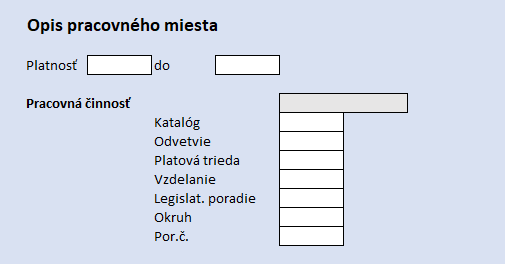 Opis pracovného miesta
Platnosť do
Pracovná činnosť
Katalóg
Odvetvie
Platová trieda
Vzdelanie
Legislat. poradie
Okruh
Por.č.